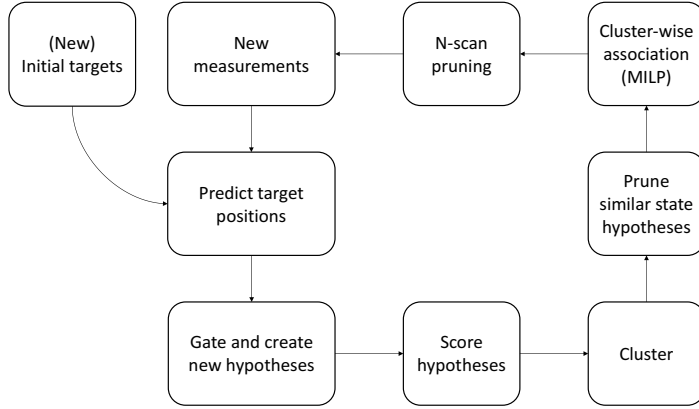 (New)
Initial targets
New
measurements
N-scan
pruning
Cluster-wise
association
(MILP)
Predict target
positions
Prune
similar state
hypotheses
Gate and create
new hypotheses
Score
hypotheses
Cluster